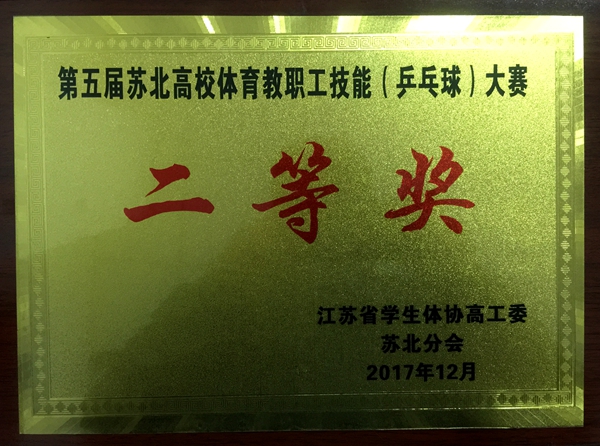 第五届苏北高校体育教职工技能（乒乓球）大赛
二等奖
江苏省学生体协高工委
苏北分会
2017年12月